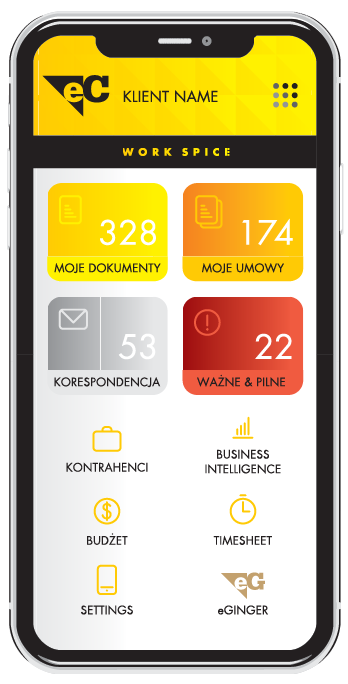 eC KLIENT NAME
WORK SPICE
328
MOJE DOKUMENTY
174
MOJE UMOWY
53
KORESPONDENCJA
22
WAŻNE & PILNE
KONTRAHENCI
BUSINESS
INTELLIGENCE
$
BUDŻET
TIMESHEET
SETTINGS
eG
eGINGER